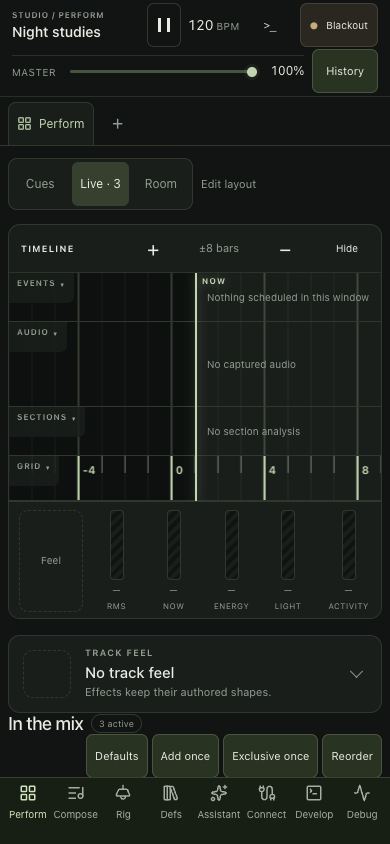 STUDIO / PERFORM
Night studies
120 BPM
>_
Blackout
MASTER
100%
History
Perform
+
Cues
Live · 3
Room
Edit layout
TIMELINE
+
±8 bars
−
Hide
EVENTS ▾
NOW
Nothing scheduled in this window
AUDIO ▾
No captured audio
SECTIONS ▾
No section analysis
GRID ▾
-4
0
4
8
Feel
— — — — —
RMS NOW ENERGY LIGHT ACTIVITY
TRACK FEEL
No track feel
Effects keep their authored shapes.
In the mix
3 active
Defaults
Add once
Exclusive once
Reorder
Perform Compose Rig Defs Assistant Connect Develop Debug